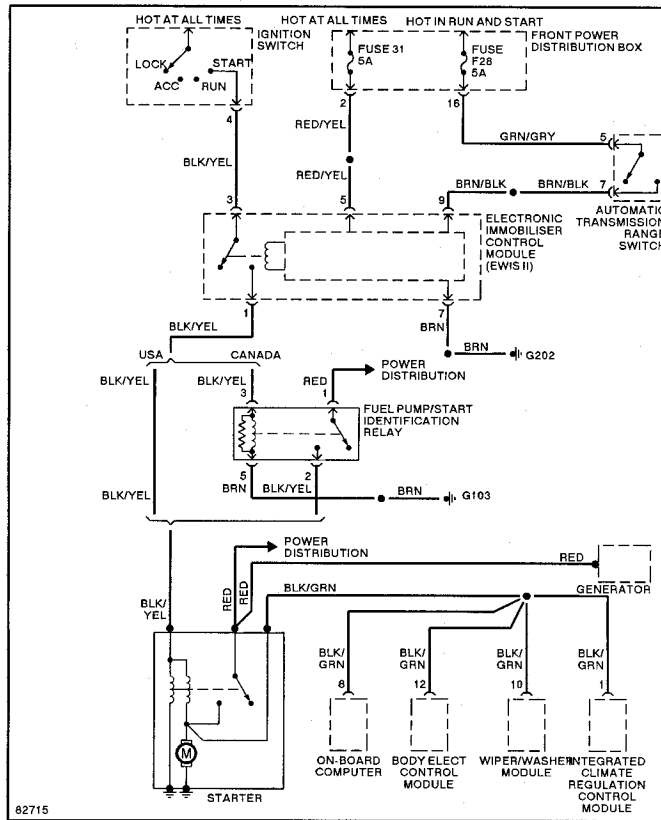 HOT AT ALL TIMES
IGNITION
SWITCH
LOCK
START
ACC
RUN
4
HOT AT ALL TIMES
HOT IN RUN AND START
FRONT POWER
DISTRIBUTION BOX
FUSE 31
5A
FUSE
F28
5A
2
16
RED/YEL
GRN/GRY
5
BLK/YEL
RED/YEL
BRN/BLK
BRN/BLK
7
AUTOMATIC
TRANSMISSION
RANGE
SWITCH
3
5
9
ELECTRONIC
IMMOBILISER
CONTROL
MODULE
(EWIS II)
1
7
BLK/YEL
BRN
BRN
G202
USA
CANADA
BLK/YEL
BLK/YEL
RED
POWER
DISTRIBUTION
3
1
FUEL PUMP/START
IDENTIFICATION
RELAY
5
2
BLK/YEL
BRN
BLK/YEL
BRN
G103
POWER
DISTRIBUTION
RED
GENERATOR
BLK/
YEL
RED
RED
BLK/GRN
BLK/
GRN
BLK/
GRN
BLK/
GRN
BLK/
GRN
8
12
10
1
M
STARTER
ON-BOARD
COMPUTER
BODY ELECT
CONTROL
MODULE
WIPER/WASHER
MODULE
INTEGRATED
CLIMATE
REGULATION
CONTROL
MODULE
82715